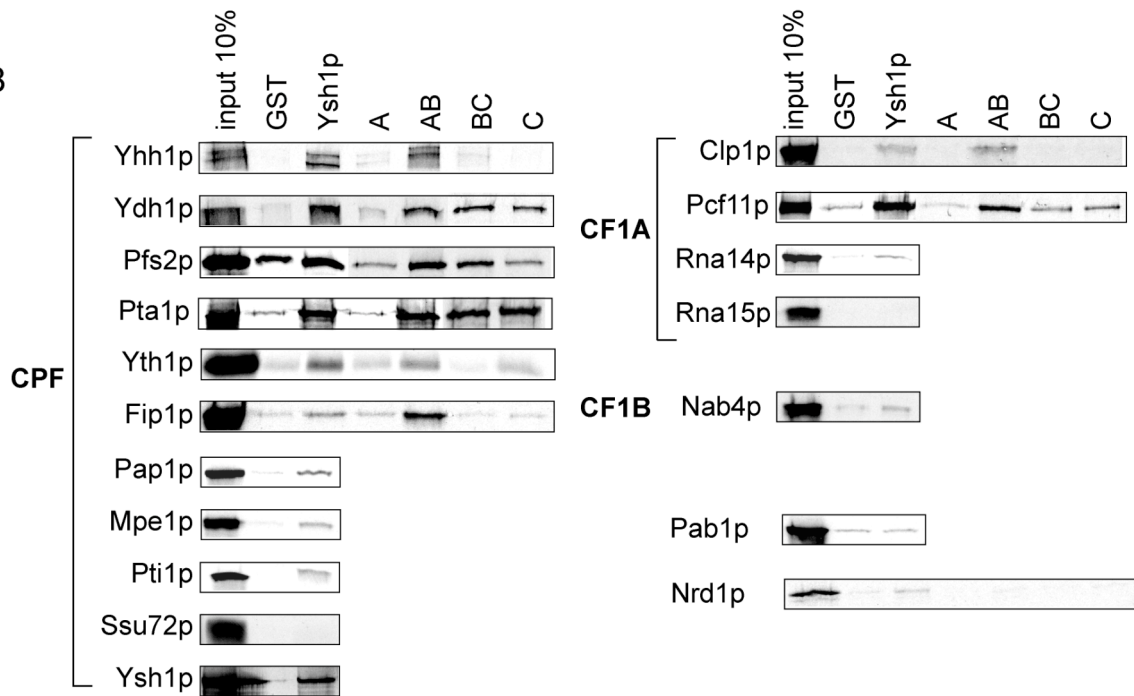 B
input 10% GST Ysh1p A AB BC C
CPF
Yhh1p
Ydh1p
Pfs2p
Pta1p
Yth1p
Fip1p
Pap1p
Mpe1p
Pti1p
Ssu72p
Ysh1p
input 10% GST Ysh1p A AB BC C
CF1A
Clp1p
Pcf11p
Rna14p
Rna15p
CF1B Nab4p
Pab1p
Nrd1p